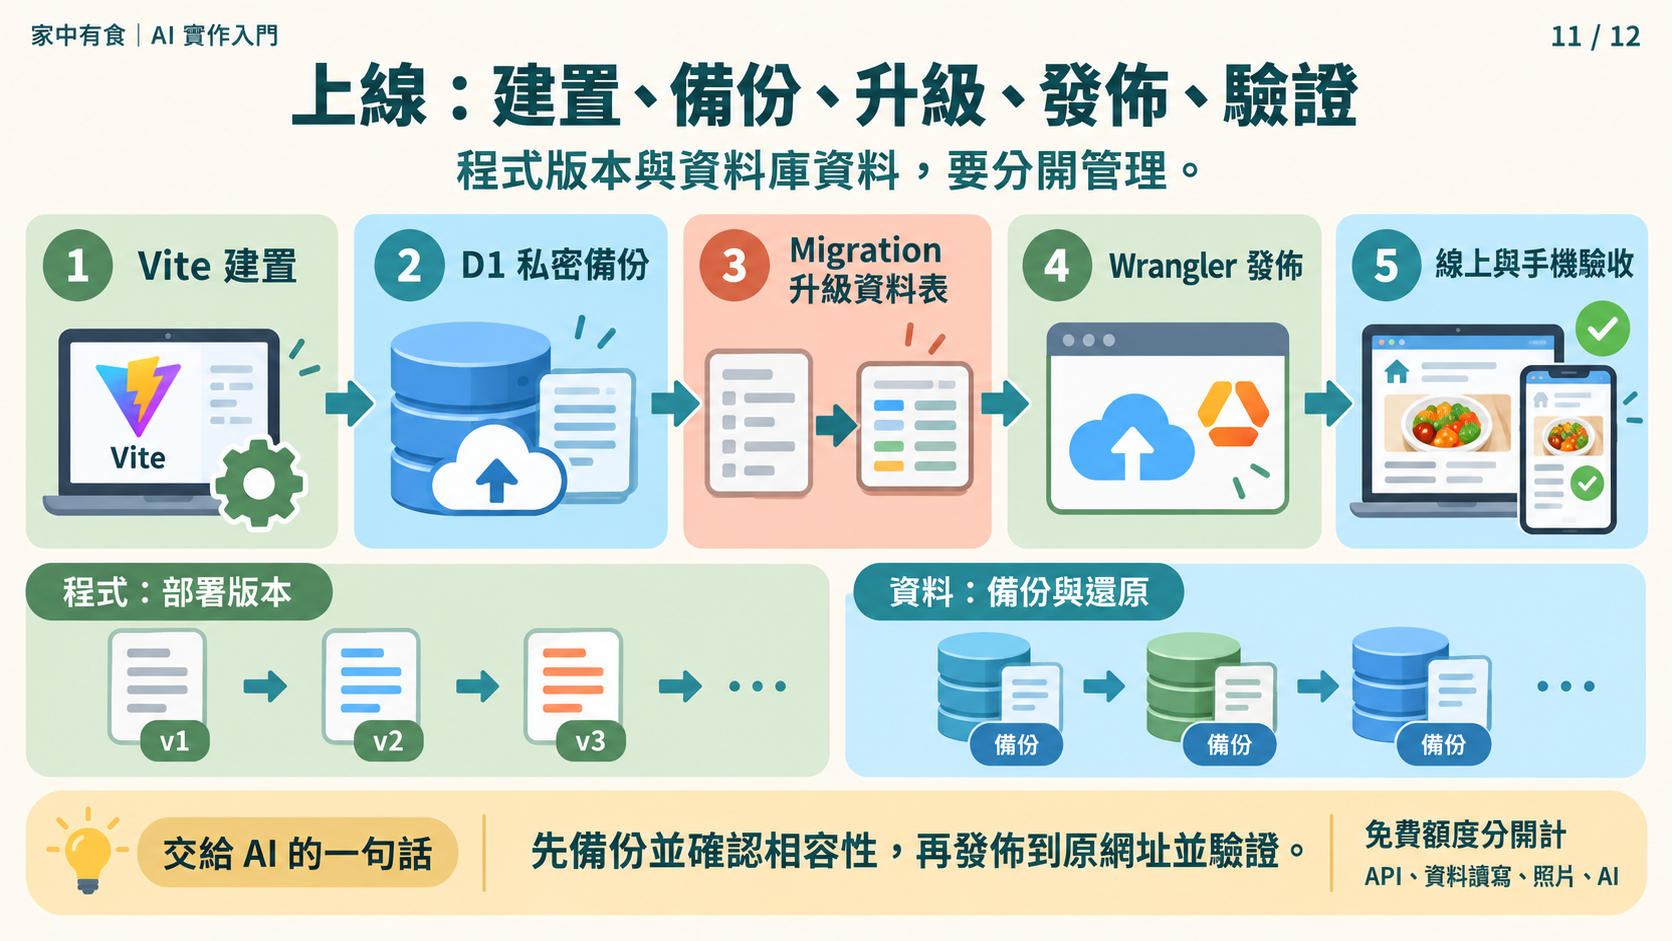 家中有食｜AI 實作入門
11 / 12
上線：建置、備份、升級、發佈、驗證
程式版本與資料庫資料，要分開管理。
1 Vite 建置
Vite
2 D1 私密備份
3 Migration
升級資料表
4 Wrangler 發佈
5 線上與手機驗收
程式：部署版本
v1
v2
v3
資料：備份與還原
備份
備份
備份
交給 AI 的一句話
先備份並確認相容性，再發佈到原網址並驗證。
免費額度分開計
API、資料讀寫、照片、AI